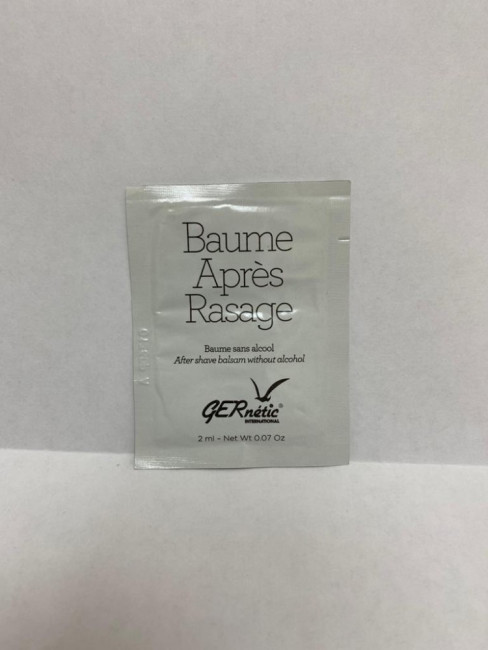 Baume
Après
Rasage
Baume sans alcool
After shave balsam without alcohol
GERnétic®
INTERNATIONAL
2 ml - Net Wt 0.07 Oz